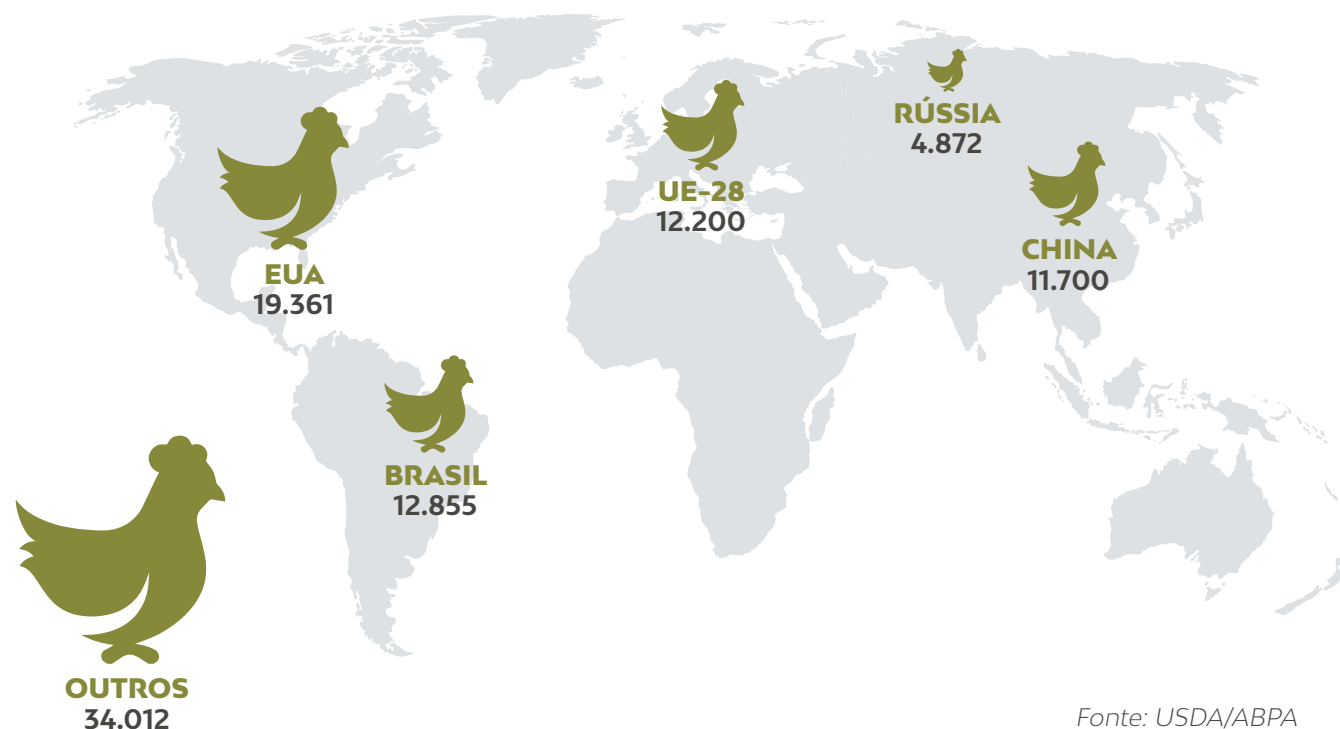 RÚSSIA
4.872
UE-28
12.200
CHINA
11.700
EUA
19.361
BRASIL
12.855
OUTROS
34.012
Fonte: USDA/ABPA